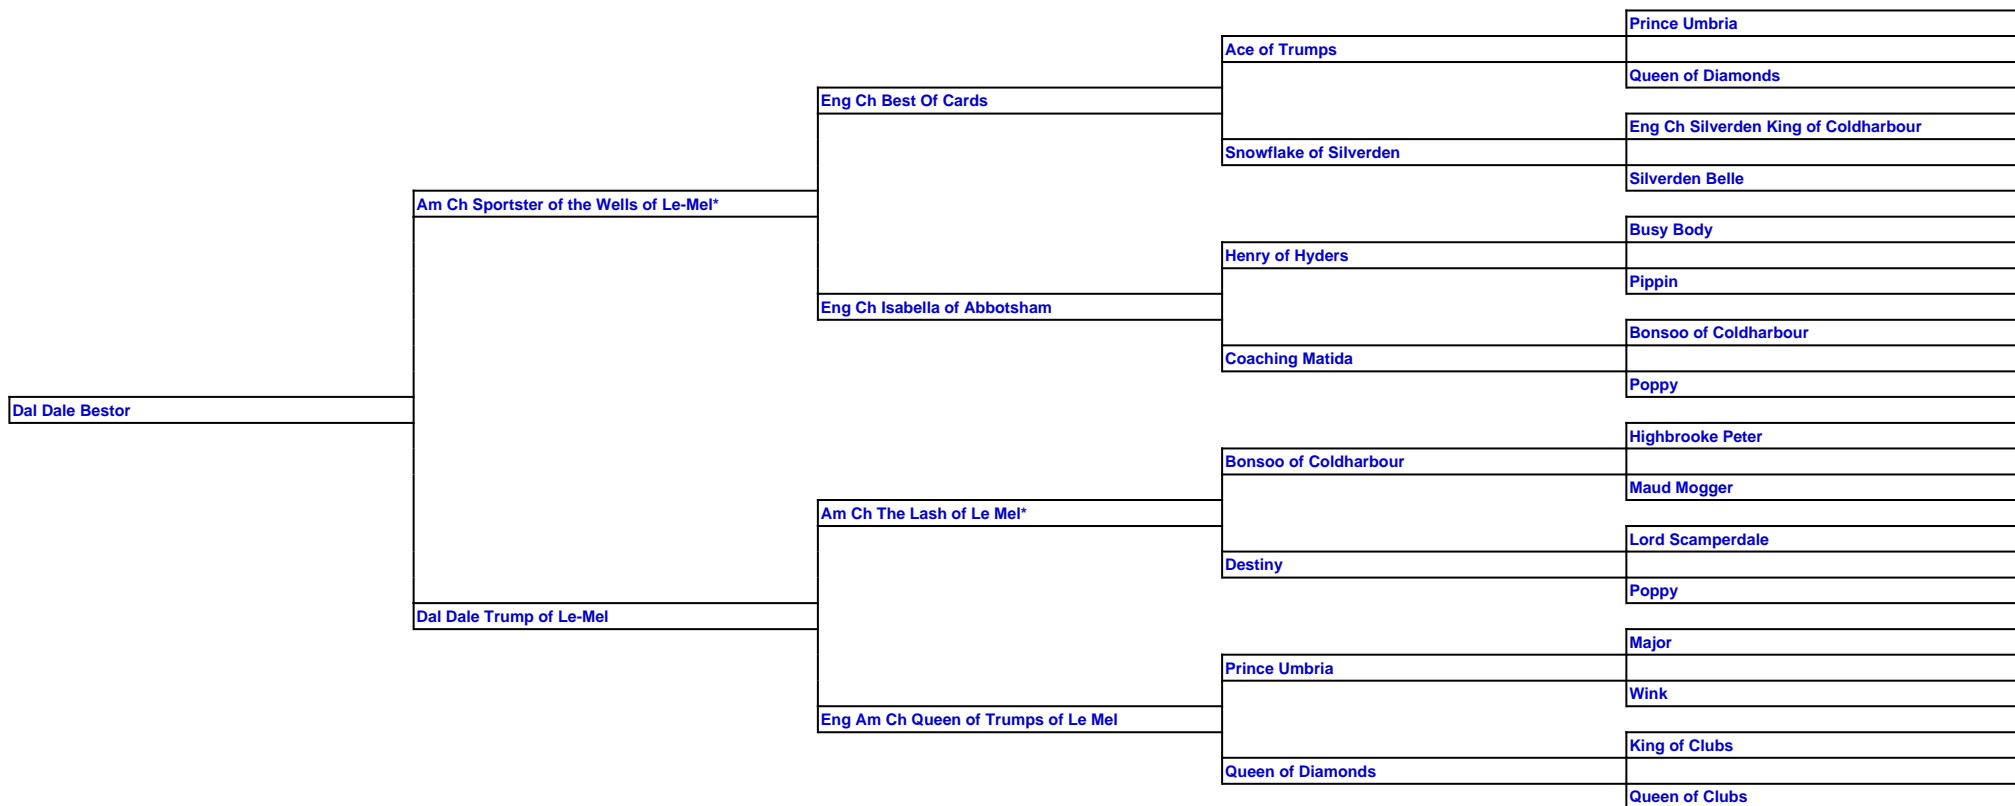 Prince Umbria
Ace of Trumps
Queen of Diamonds
Eng Ch Best Of Cards
Eng Ch Silverden King of Coldharbour
Snowflake of Silverden
Silverden Belle
Am Ch Sportster of the Wells of Le-Mel*
Busy Body
Henry of Hyders
Pippin
Eng Ch Isabella of Abbotsham
Bonsoo of Coldharbour
Coaching Matida
Poppy
Dal Dale Bestor
Highbrooke Peter
Bonsoo of Coldharbour
Maud Mogger
Am Ch The Lash of Le Mel*
Lord Scamperdale
Destiny
Poppy
Dal Dale Trump of Le-Mel
Major
Prince Umbria
Wink
Eng Am Ch Queen of Trumps of Le Mel
King of Clubs
Queen of Diamonds
Queen of Clubs